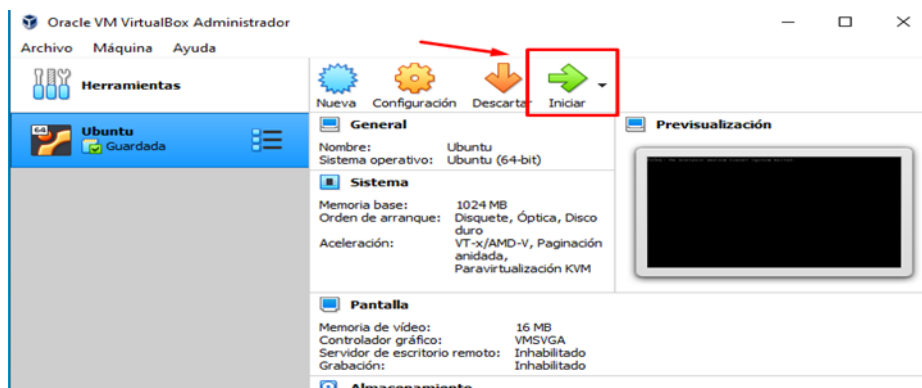 Oracle VM VirtualBox Administrador
Archivo Máquina Ayuda
Herramientas
Nueva Configuración Descartar Iniciar
64
Ubuntu
Guardada
General
Nombre: Ubuntu
Sistema operativo: Ubuntu (64-bit)
Sistema
Memoria base: 1024 MB
Orden de arranque: Disquete, Óptica, Disco
duro
Aceleración: VT-x/AMD-V, Paginación
anidada,
Paravirtualización KVM
Pantalla
Memoria de vídeo: 16 MB
Controlador gráfico: VMSVGA
Servidor de escritorio remoto: Inhabilitado
Grabación: Inhabilitado
Almacenamiento
Previsualización